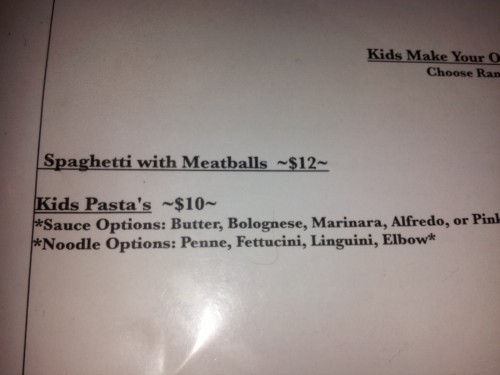 Kids Make Your
Choose
Spaghetti with Meatballs ~$12~
Kids Pasta's ~$10~
*Sauce Options: Butter, Bolognese, Marinara, Alfredo, or Pink
*Noodle Options: Penne, Fettucini, Linguini, Elbow*